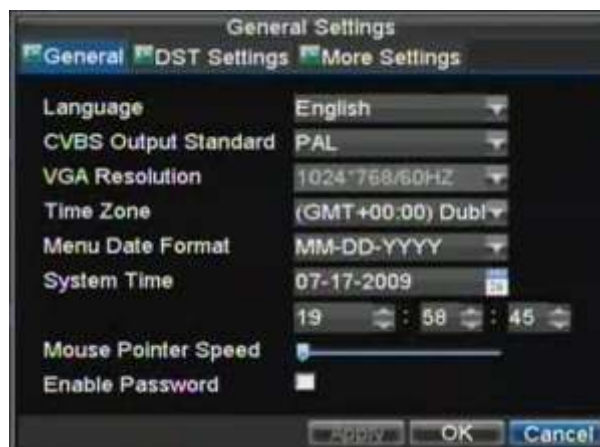 General Settings
General DST Settings More Settings
Language English
CVBS Output Standard PAL
VGA Resolution 1024*768/60HZ
Time Zone (GMT+00:00) Dubl
Menu Date Format MM-DD-YYYY
System Time 07-17-2009
19 : 58 : 45
Mouse Pointer Speed
Enable Password
Apply OK Cancel